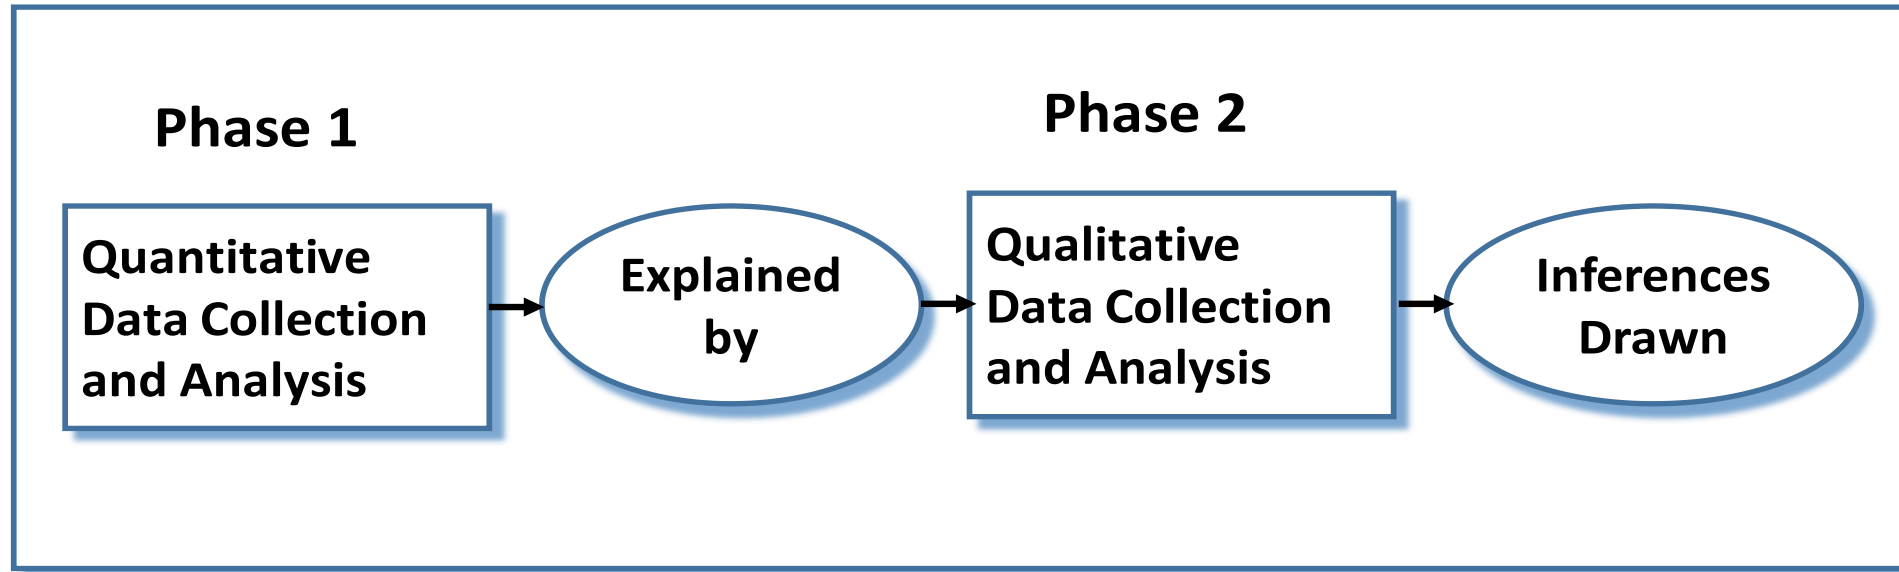 Phase 1
Quantitative
Data Collection
and Analysis
Explained
by
Phase 2
Qualitative
Data Collection
and Analysis
Inferences
Drawn